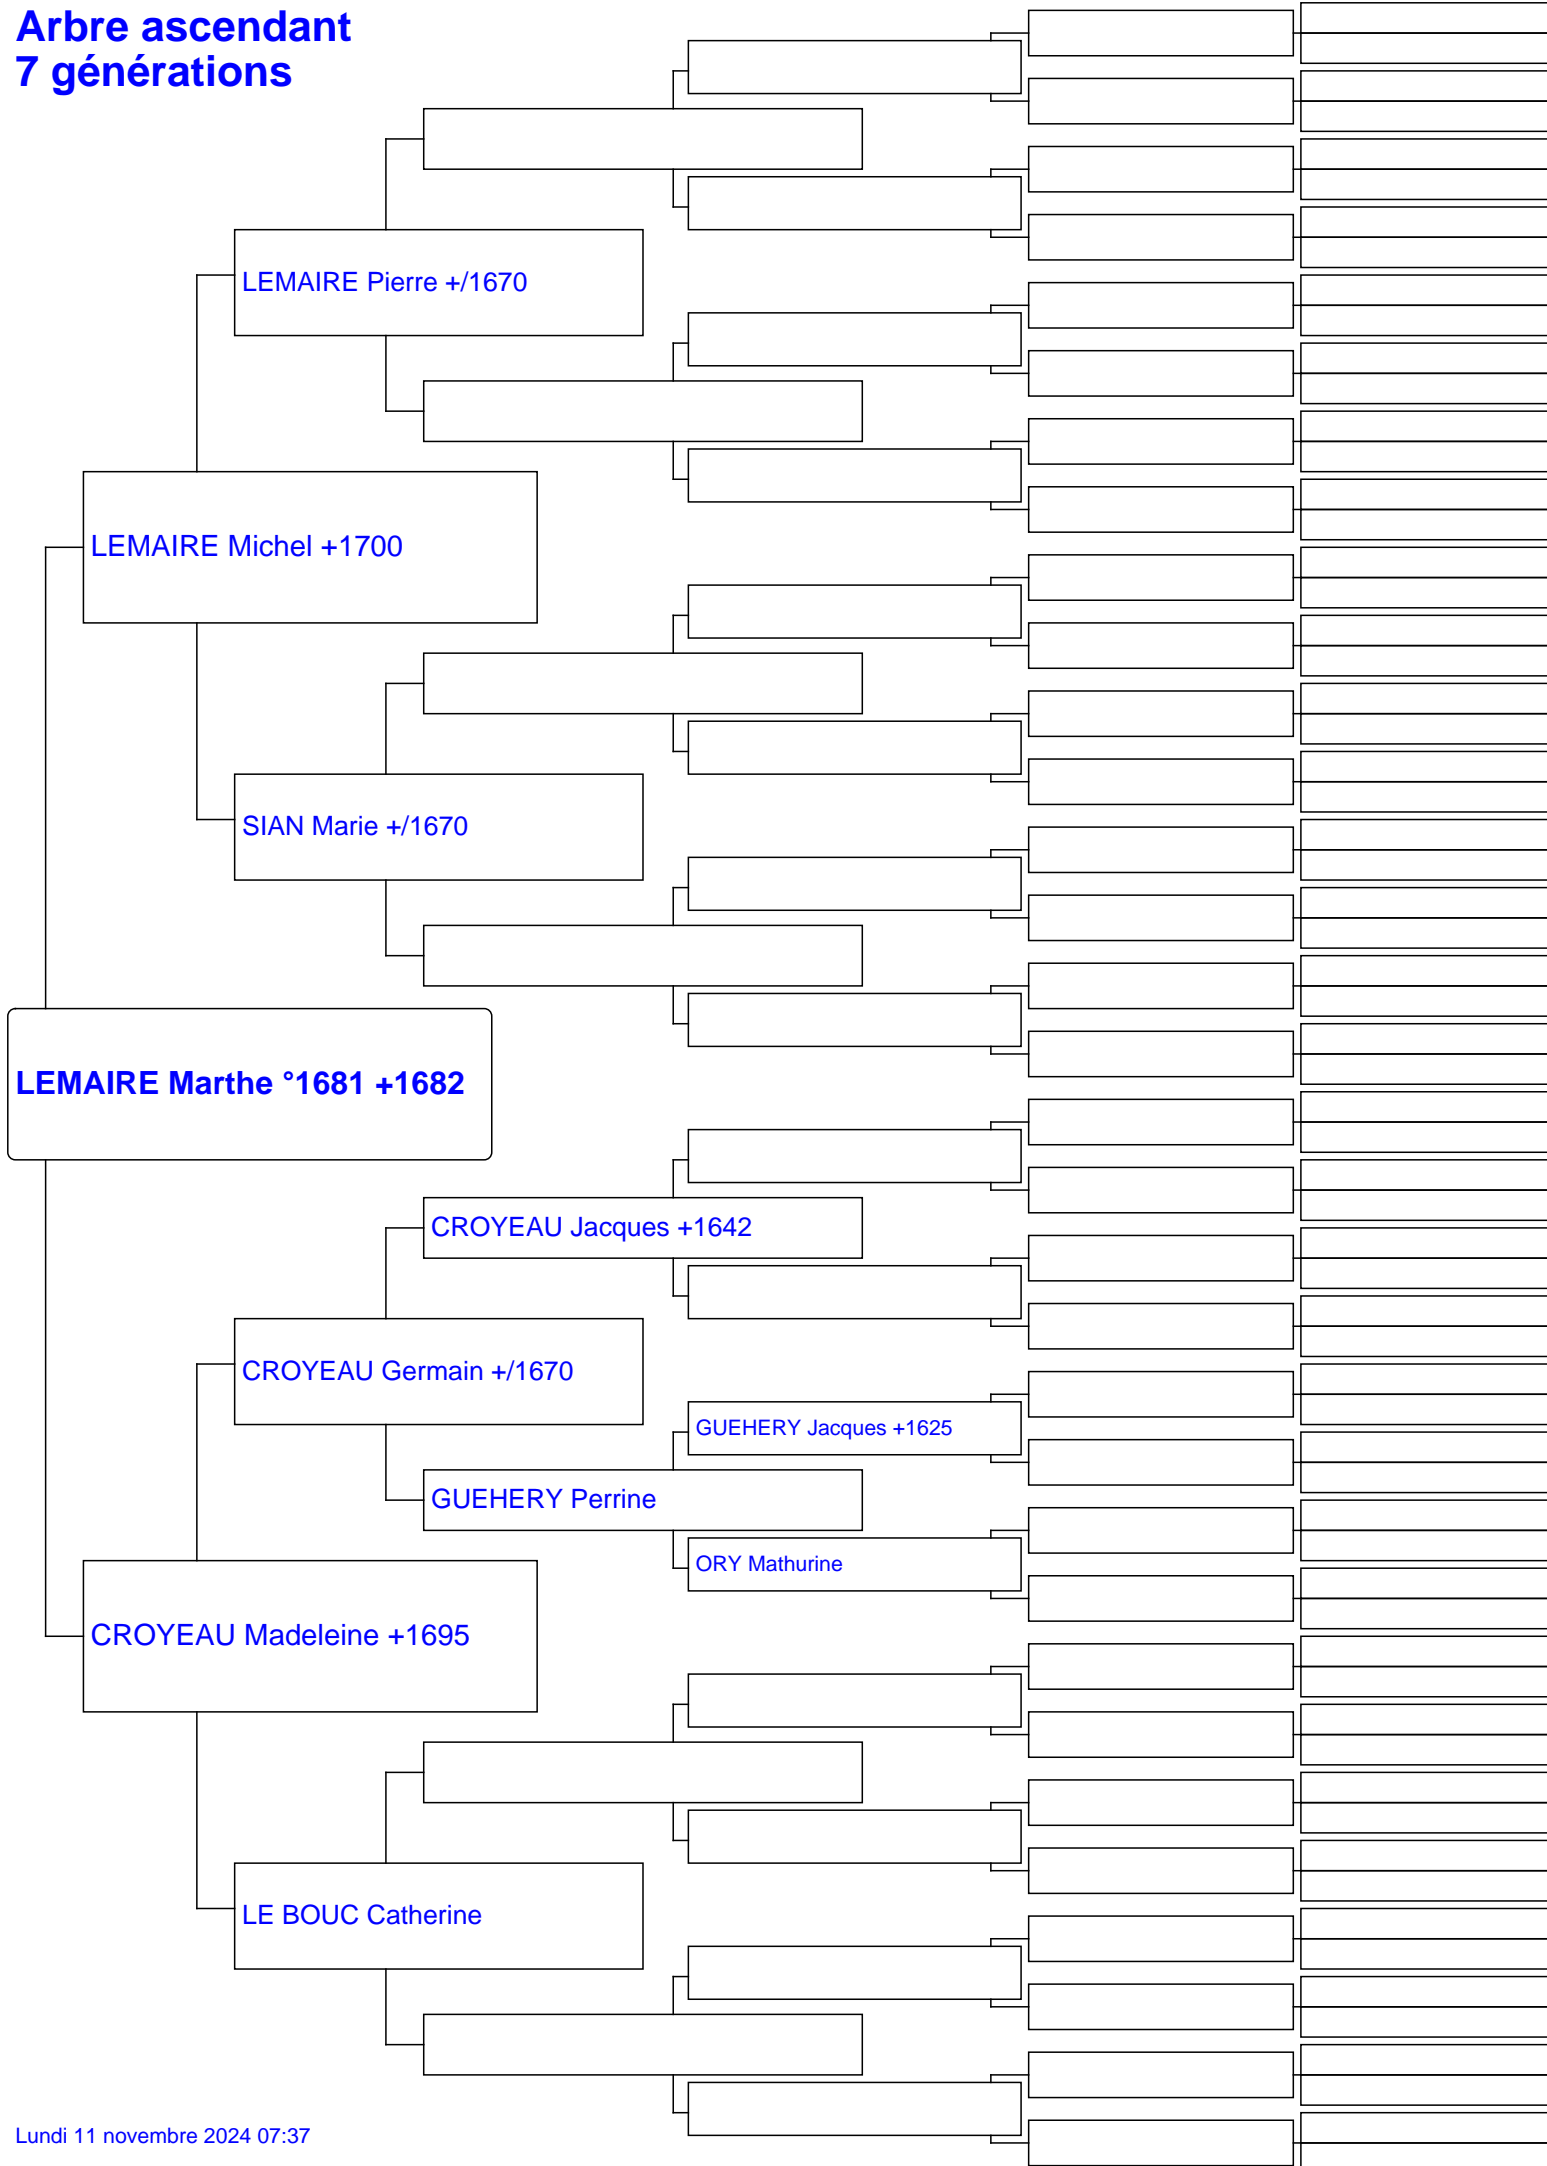 Arbre ascendant
7 générations
LEMAIRE Pierre +/1670
LEMAIRE Michel +1700
SIAN Marie +/1670
LEMAIRE Marthe °1681 +1682
CROYEAU Jacques +1642
CROYEAU Germain +/1670
GUEHERY Jacques +1625
GUEHERY Perrine
ORY Mathurine
CROYEAU Madeleine +1695
LE BOUC Catherine
Lundi 11 novembre 2024 07:37